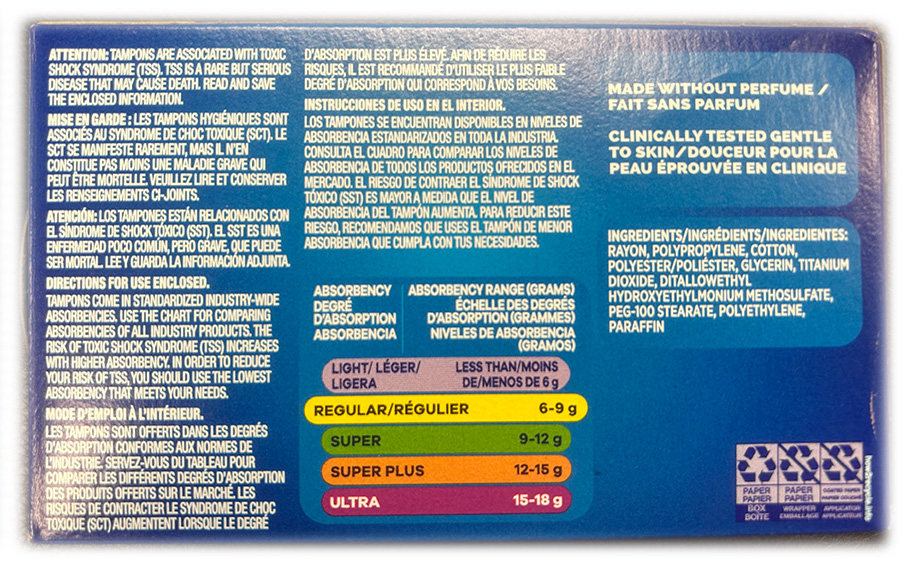 ATTENTION: TAMPONS ARE ASSOCIATED WITH TOXIC
SHOCK SYNDROME (TSS). TSS IS A RARE BUT SERIOUS
DISEASE THAT MAY CAUSE DEATH. READ AND SAVE
THE ENCLOSED INFORMATION.
MISE EN GARDE : LES TAMPONS HYGIÉNIQUES SONT
ASSOCIÉS AU SYNDROME DE CHOC TOXIQUE (SCT). LE
SCT SE MANIFESTE RAREMENT, MAIS IL N'EN
CONSTITUE PAS MOINS UNE MALADIE GRAVE QUI
PEUT ÊTRE MORTELLE. VEUILLEZ LIRE ET CONSERVER
LES RENSEIGNEMENTS CI-JOINTS.
ATENCIÓN: LOS TAMPONES ESTÁN RELACIONADOS CON
EL SÍNDROME DE SHOCK TÓXICO (SST). EL SST ES UNA
ENFERMEDAD POCO COMÚN, PERO GRAVE, QUE PUEDE
SER MORTAL. LEE Y GUARDA LA INFORMACIÓN ADJUNTA.
DIRECTIONS FOR USE ENCLOSED.
TAMPONS COME IN STANDARDIZED INDUSTRY-WIDE
ABSORBENCIES. USE THE CHART FOR COMPARING
ABSORBENCIES OF ALL INDUSTRY PRODUCTS. THE
RISK OF TOXIC SHOCK SYNDROME (TSS) INCREASES
WITH HIGHER ABSORBENCY. IN ORDER TO REDUCE
YOUR RISK OF TSS, YOU SHOULD USE THE LOWEST
ABSORBENCY THAT MEETS YOUR NEEDS.
MODE D'EMPLOI À L'INTÉRIEUR.
LES TAMPONS SONT OFFERTS DANS LES DEGRÉS
D'ABSORPTION CONFORMES AUX NORMES DE
L'INDUSTRIE. SERVEZ-VOUS DU TABLEAU POUR
COMPARER LES DIFFÉRENTS DEGRÉS D'ABSORPTION
DES PRODUITS OFFERTS SUR LE MARCHÉ. LES
RISQUES DE CONTRACTER LE SYNDROME DE CHOC
TOXIQUE (SCT) AUGMENTENT LORSQUE LE DEGRÉ
D'ABSORPTION EST PLUS ÉLEVÉ. AFIN DE RÉDUIRE LES
RISQUES, IL EST RECOMMANDÉ D'UTILISER LE PLUS FAIBLE
DEGRÉ D'ABSORPTION QUI CORRESPOND À VOS BESOINS.
INSTRUCCIONES DE USO EN EL INTERIOR.
LOS TAMPONES SE ENCUENTRAN DISPONIBLES EN NIVELES DE
ABSORBENCIA ESTANDARIZADOS EN TODA LA INDUSTRIA.
CONSULTA EL CUADRO PARA COMPARAR LOS NIVELES DE
ABSORBENCIA DE TODOS LOS PRODUCTOS OFRECIDOS EN EL
MERCADO. EL RIESGO DE CONTRAER EL SÍNDROME DE SHOCK
TÓXICO (SST) ES MAYOR A MEDIDA QUE EL NIVEL DE
ABSORBENCIA DEL TAMPÓN AUMENTA. PARA REDUCIR ESTE
RIESGO, RECOMENDAMOS QUE USES EL TAMPÓN DE MENOR
ABSORBENCIA QUE CUMPLA CON TUS NECESIDADES.
ABSORBENCY
DEGRÉ
D'ABSORPTION
ABSORBENCIA
ABSORBENCY RANGE (GRAMS)
ÉCHELLE DES DEGRÉS
D'ABSORPTION (GRAMMES)
NIVELES DE ABSORBENCIA
(GRAMOS)
LIGHT/ LÉGER/
LIGERA
LESS THAN/MOINS
DE/MENOS DE 6 g
REGULAR/RÉGULIER 6-9 g
SUPER 9-12 g
SUPER PLUS 12-15 g
ULTRA 15-18 g
MADE WITHOUT PERFUME /
FAIT SANS PARFUM
CLINICALLY TESTED GENTLE
TO SKIN/DOUCEUR POUR LA
PEAU ÉPROUVÉE EN CLINIQUE
INGREDIENTS/INGRÉDIENTS/INGREDIENTES:
RAYON, POLYPROPYLENE, COTTON,
POLYESTER/POLIÉSTER, GLYCERIN, TITANIUM
DIOXIDE, DITALLOWETHYL
HYDROXYETHYLMONIUM METHOSULFATE,
PEG-100 STEARATE, POLYETHYLENE,
PARAFFIN
PAPER
PAPIER
BOX
BOÎTE
PAPER
PAPIER
WRAPPER
EMBALLAGE
COATED PAPER
PAPIER COUCHÉ
APPLICATOR
APPLICATEUR
how2recycle.info